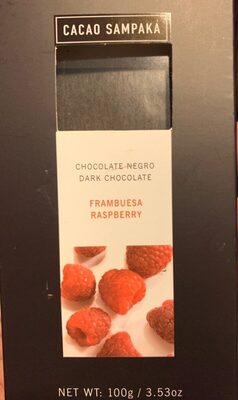 CACAO SAMPAKA
CHOCOLATE NEGRO
DARK CHOCOLATE
FRAMBUESA
RASPBERRY
NET WT: 100g / 3.53oz